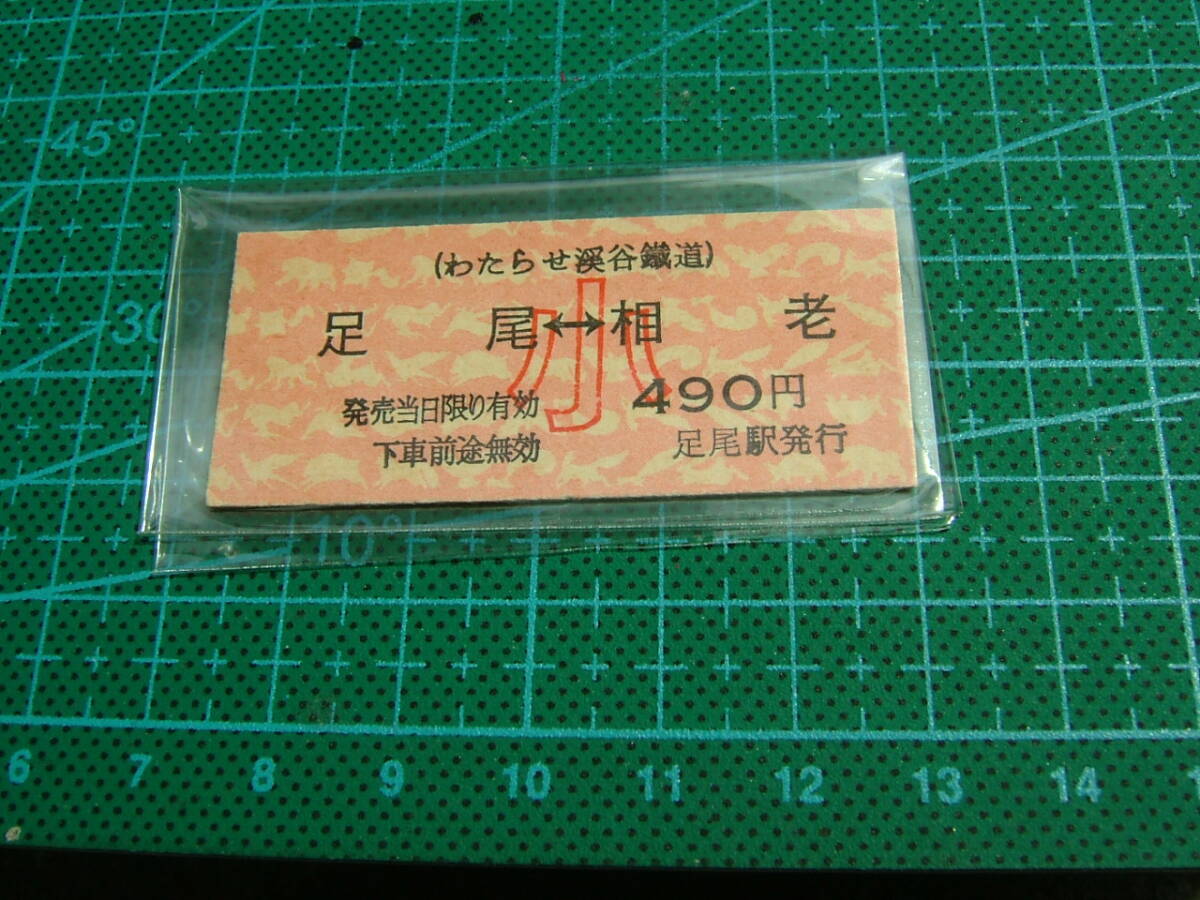 (わたらせ渓谷鐵道)
足尾↔相老
小
発売当日限り有効 490円
下車前途無効 足尾駅発行
45°
30°
10°
6 7 8 9 10 11 12 13 14